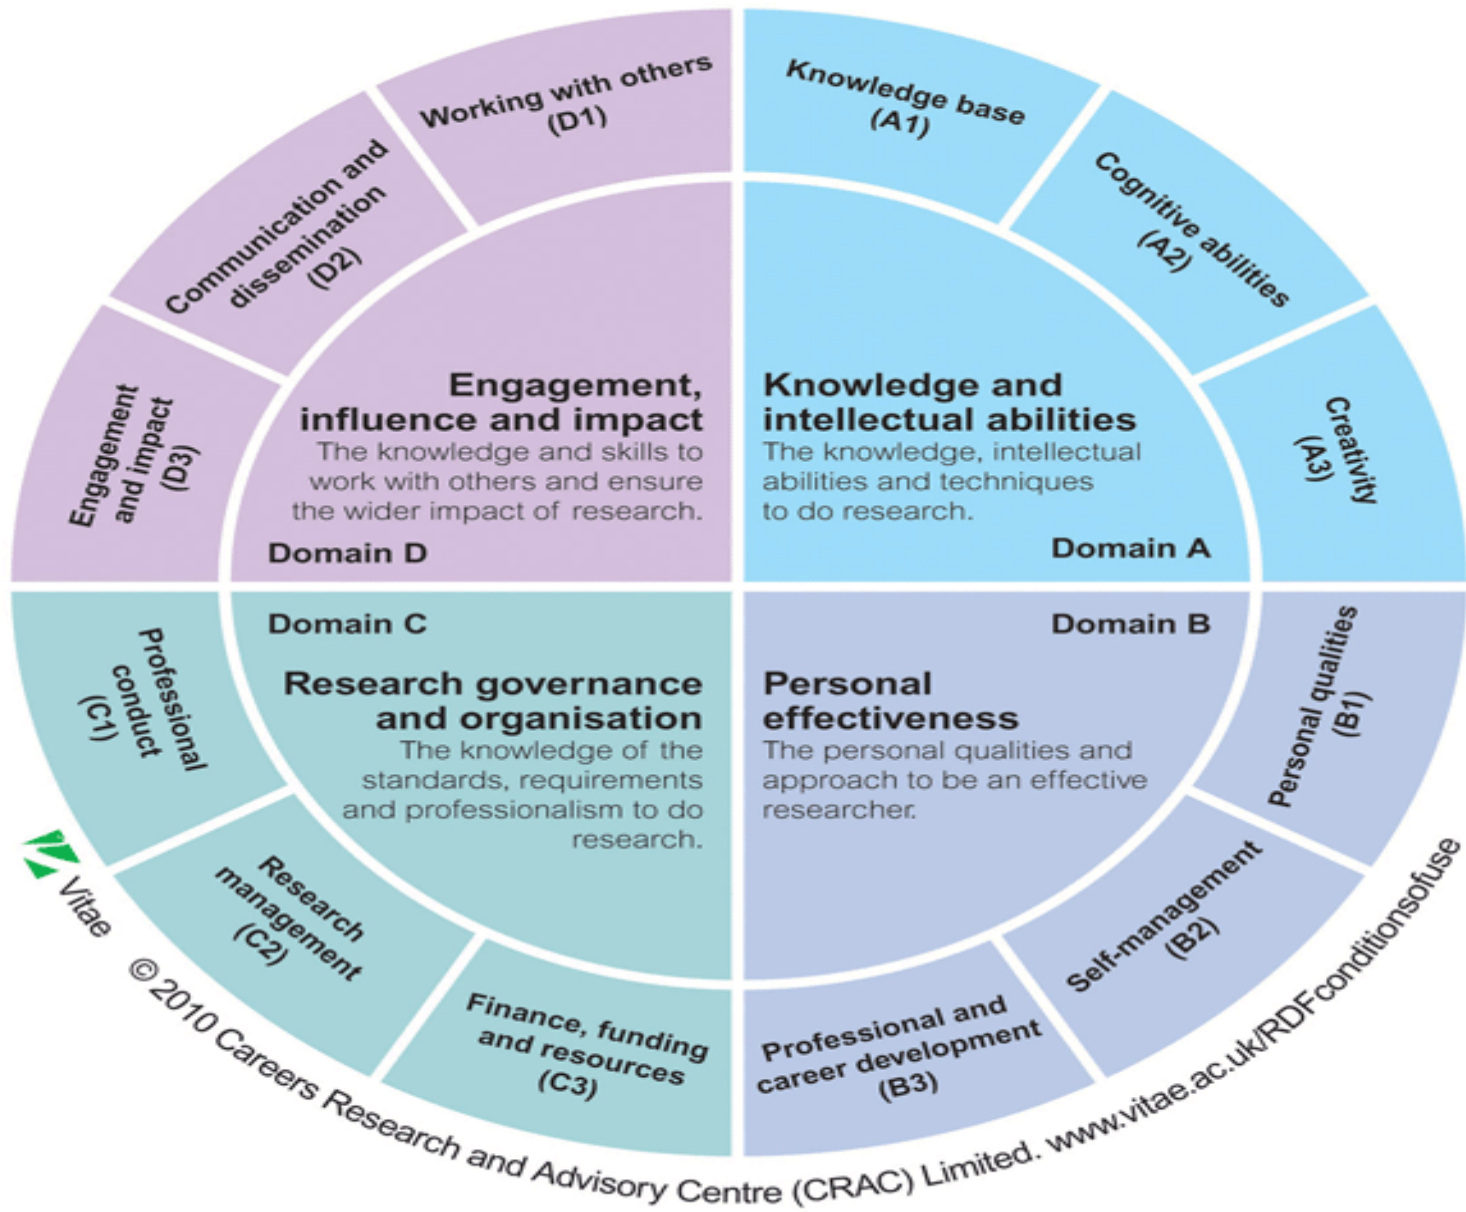 Knowledge base
(A1)
Cognitive abilities
(A2)
Creativity
(A3)
Knowledge and
intellectual abilities
The knowledge, intellectual
abilities and techniques
to do research.
Domain A
Domain B
Personal
effectiveness
The personal qualities and
approach to be an effective
researcher.
Personal qualities
(B1)
Self-management
(B2)
Professional and
career development
(B3)
Domain C
Research governance
and organisation
The knowledge of the
standards, requirements
and professionalism to do
research.
Professional
conduct
(C1)
Research
management
(C2)
Finance, funding
and resources
(C3)
Working with others
(D1)
Communication and
dissemination
(D2)
Engagement
and impact
(D3)
Engagement,
influence and impact
The knowledge and skills to
work with others and ensure
the wider impact of research.
Domain D
Vitae
© 2010 Careers Research and Advisory Centre (CRAC) Limited. www.vitae.ac.uk/RDFconditionsofuse